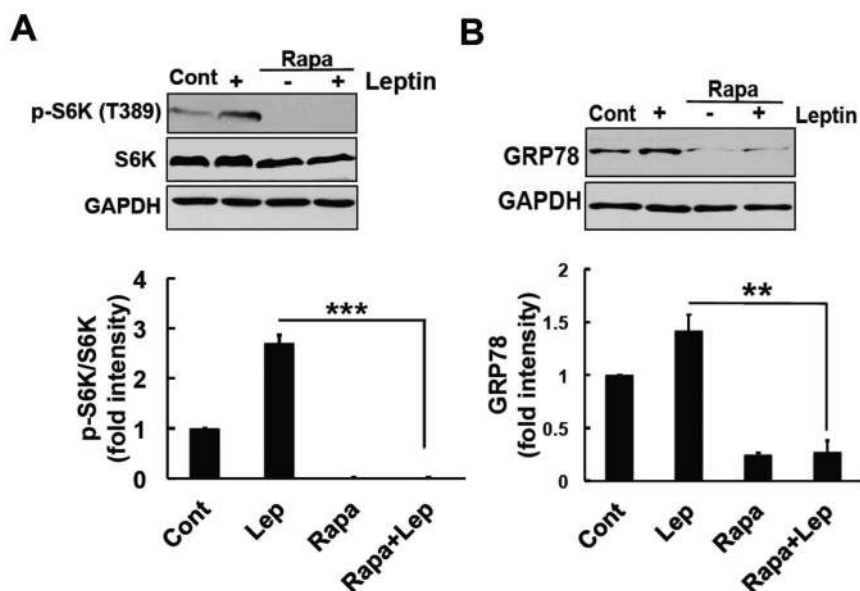 A
Rapa
Cont + - + Leptin
p-S6K (T389)
S6K
GAPDH
p-S6K/S6K
(fold intensity)
4
3
2
1
0
***
Cont
Lep
Rapa
Rapa+Lep
B
Rapa
Cont + - + Leptin
GRP78
GAPDH
GRP78
(fold intensity)
2
1.5
1
0.5
0
**
Cont
Lep
Rapa
Rapa+Lep